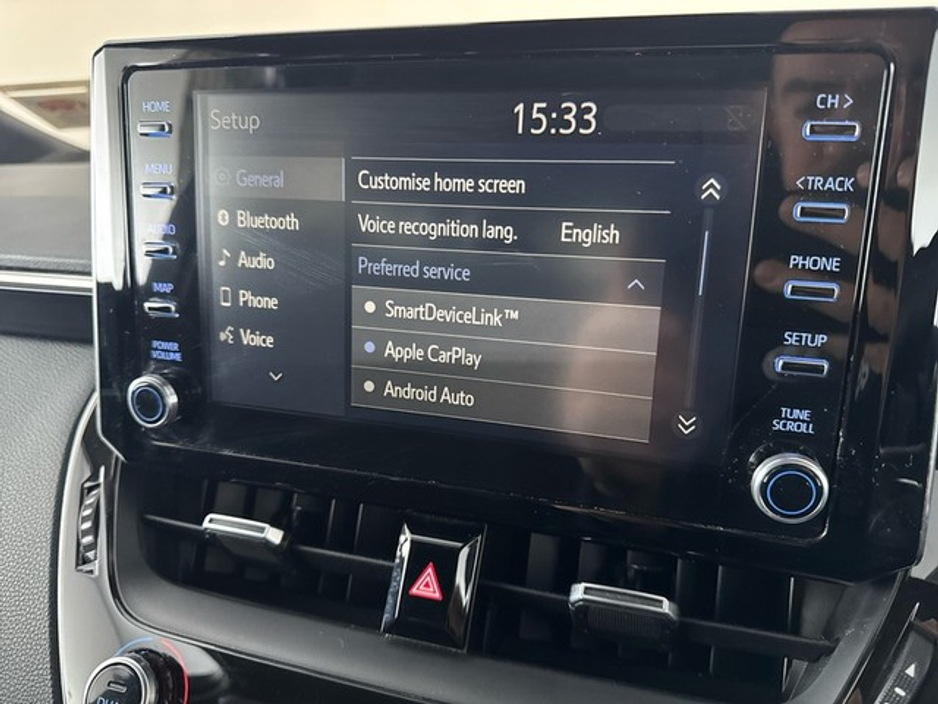 HOME
MENU
AUDIO
MAP
POWER
VOLUME
Setup
15:33
General
Bluetooth
Audio
Phone
Voice
Customise home screen
Voice recognition lang. English
Preferred service
SmartDeviceLink™
Apple CarPlay
Android Auto
CH >
< TRACK
PHONE
SETUP
TUNE
SCROLL